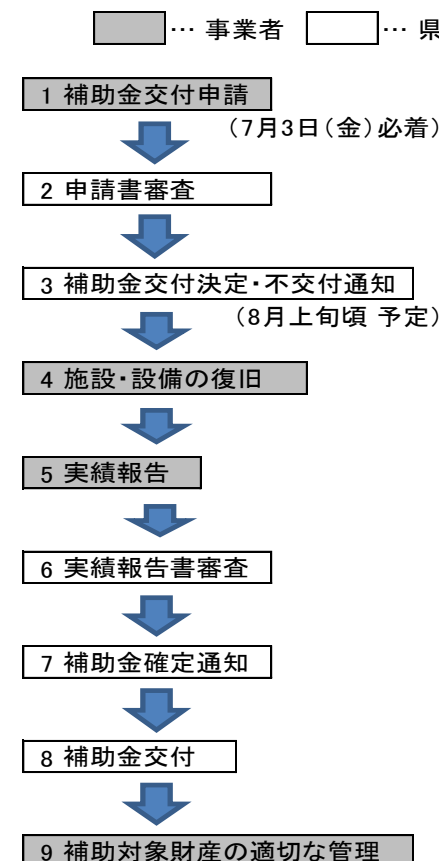 … 事業者 … 県
1 補助金交付申請
（7月3日（金）必着）
2 申請書審査
3 補助金交付決定・不交付通知
（8月上旬頃 予定）
4 施設・設備の復旧
5 実績報告
6 実績報告書審査
7 補助金確定通知
8 補助金交付
9 補助対象財産の適切な管理